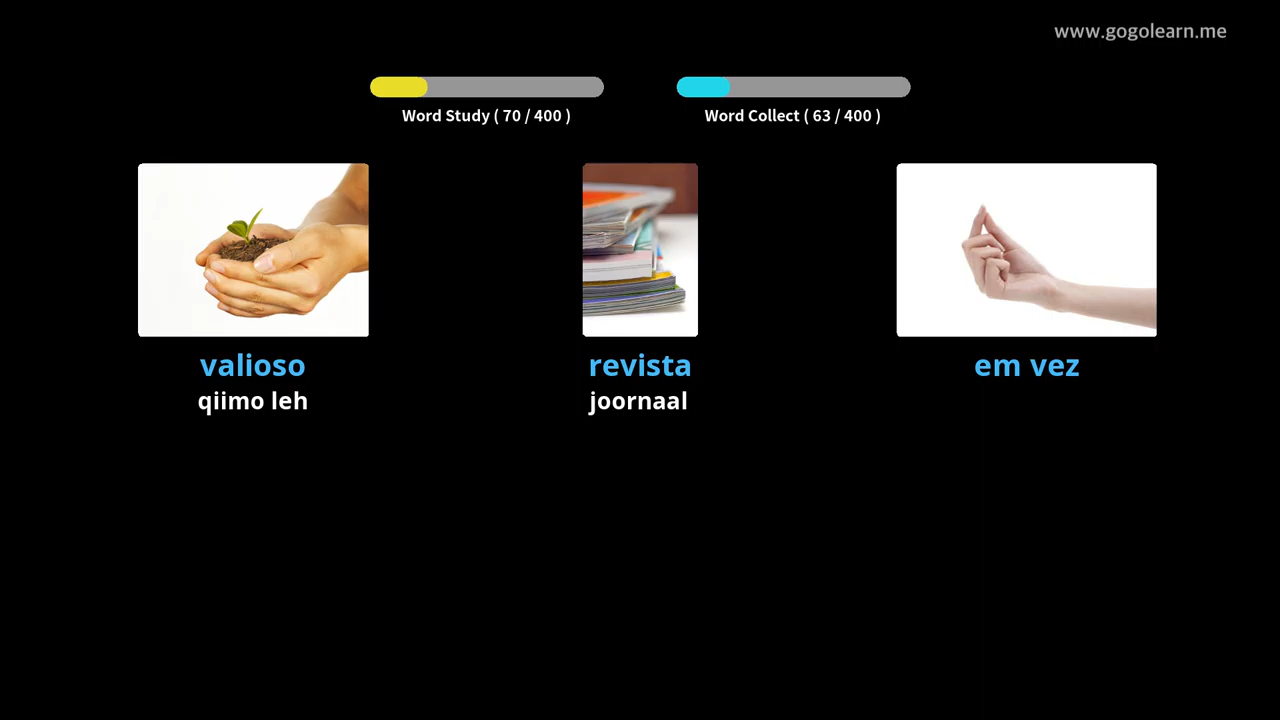 www.gogolearn.me
Word Study ( 70 / 400 )
Word Collect ( 63 / 400 )
valioso
qiimo leh
revista
joornaal
em vez